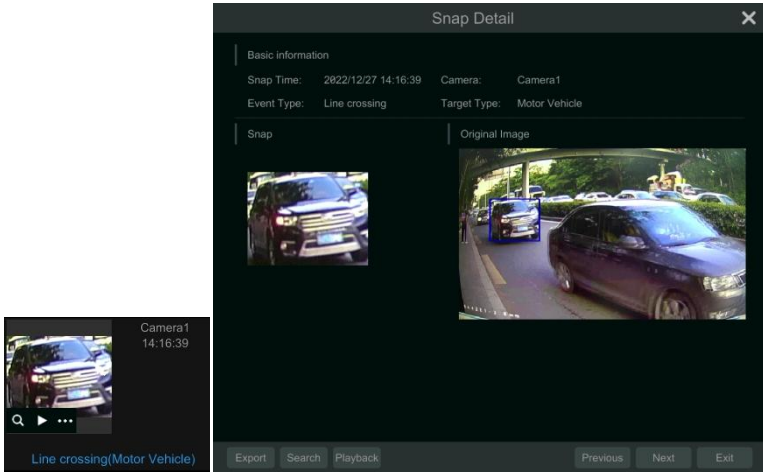 Snap Detail
Basic information
Snap Time: 2022/12/27 14:16:39 Camera: Camera1
Event Type: Line crossing Target Type: Motor Vehicle
Snap Original Image
Camera1
14:16:39
Line crossing(Motor Vehicle)
Export Search Playback Previous Next Exit